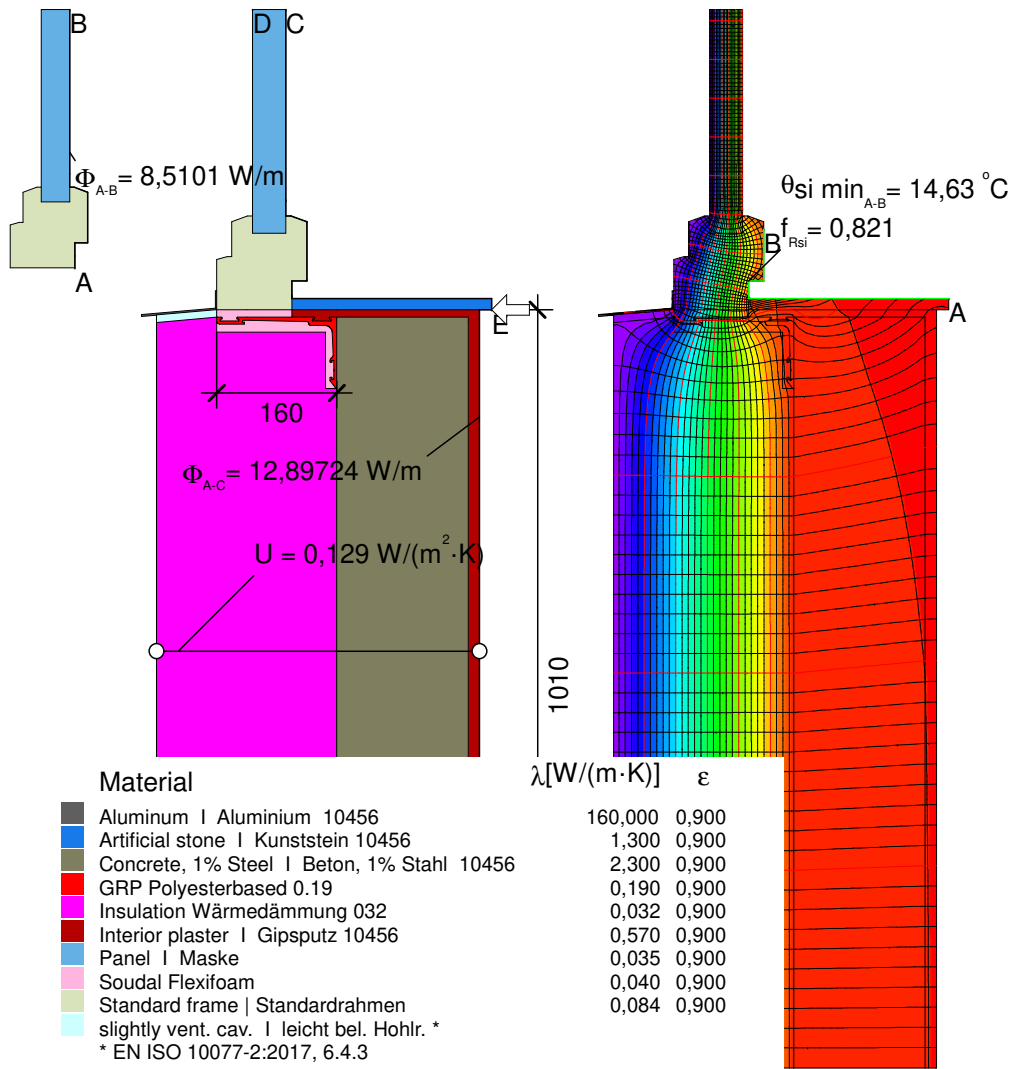 B
D C
ΦA-B= 8,5101 W/m
A
θsi minA-B= 14,63 °C
fRsi= 0,821
B
E
A
160
ΦA-C= 12,89724 W/m
U = 0,129 W/(m²·K)
1010
Material λ[W/(m·K)] ε
Aluminum I Aluminium 10456 160,000 0,900
Artificial stone I Kunststein 10456 1,300 0,900
Concrete, 1% Steel I Beton, 1% Stahl 10456 2,300 0,900
GRP Polyesterbased 0.19 0,190 0,900
Insulation Wärmedämmung 032 0,032 0,900
Interior plaster I Gipsputz 10456 0,570 0,900
Panel I Maske 0,035 0,900
Soudal Flexifoam 0,040 0,900
Standard frame | Standardrahmen 0,084 0,900
slightly vent. cav. I leicht bel. Hohlr. *
* EN ISO 10077-2:2017, 6.4.3